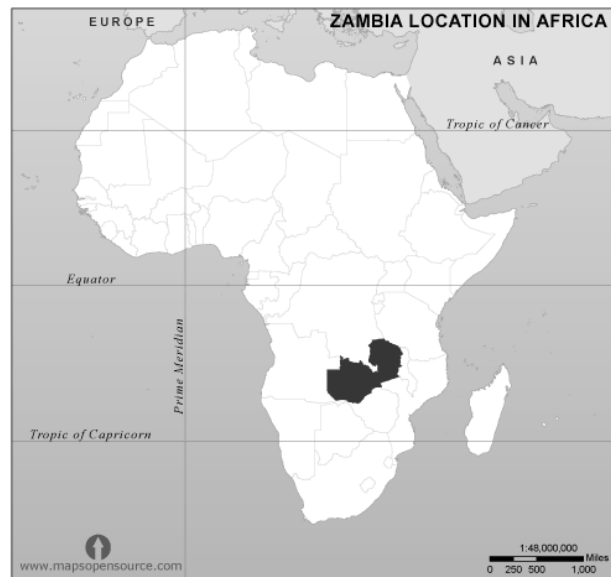 EUROPE
ZAMBIA LOCATION IN AFRICA
ASIA
Tropic of Cancer
Equator
Prime Meridian
Tropic of Capricorn
1:48,000,000
Miles
0 250 500 1,000
www.mapsopensource.com